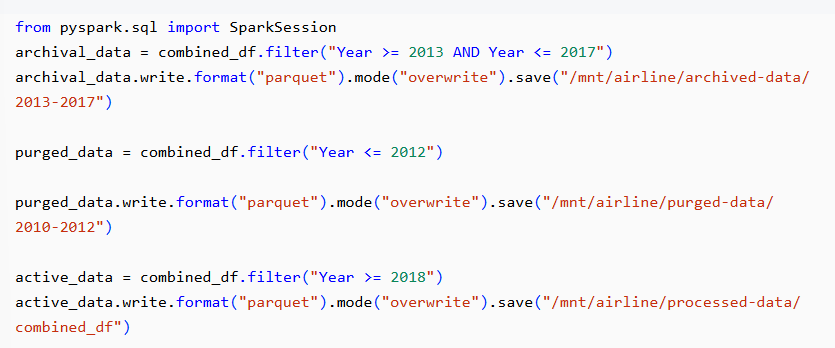 from pyspark.sql import SparkSession
archival_data = combined_df.filter("Year >= 2013 AND Year <= 2017")
archival_data.write.format("parquet").mode("overwrite").save("/mnt/airline/archived-data/
2013-2017")
purged_data = combined_df.filter("Year <= 2012")
purged_data.write.format("parquet").mode("overwrite").save("/mnt/airline/purged-data/
2010-2012")
active_data = combined_df.filter("Year >= 2018")
active_data.write.format("parquet").mode("overwrite").save("/mnt/airline/processed-data/
combined_df")